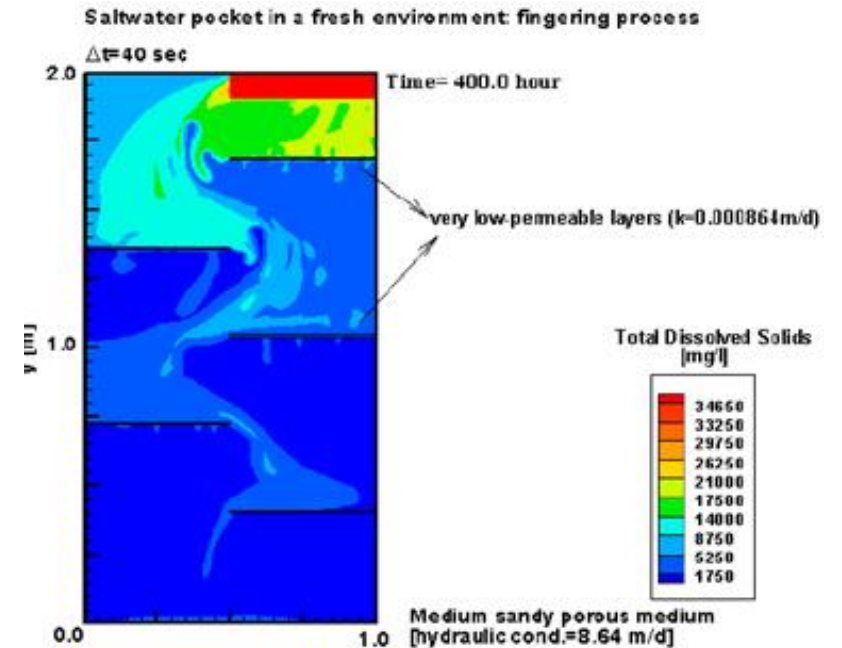 Saltwater pocket in a fresh environment: fingering process
Δt=40 sec
2.0
Time= 400.0 hour
very low-permeable layers (k=0.000864m/d)
y [m]
1.0
Total Dissolved Solids
[mg/l]
34650
33250
29750
26250
21000
17500
14000
8750
5250
1750
0.0
1.0
Medium sandy porous medium
[hydraulic cond.=8.64 m/d]